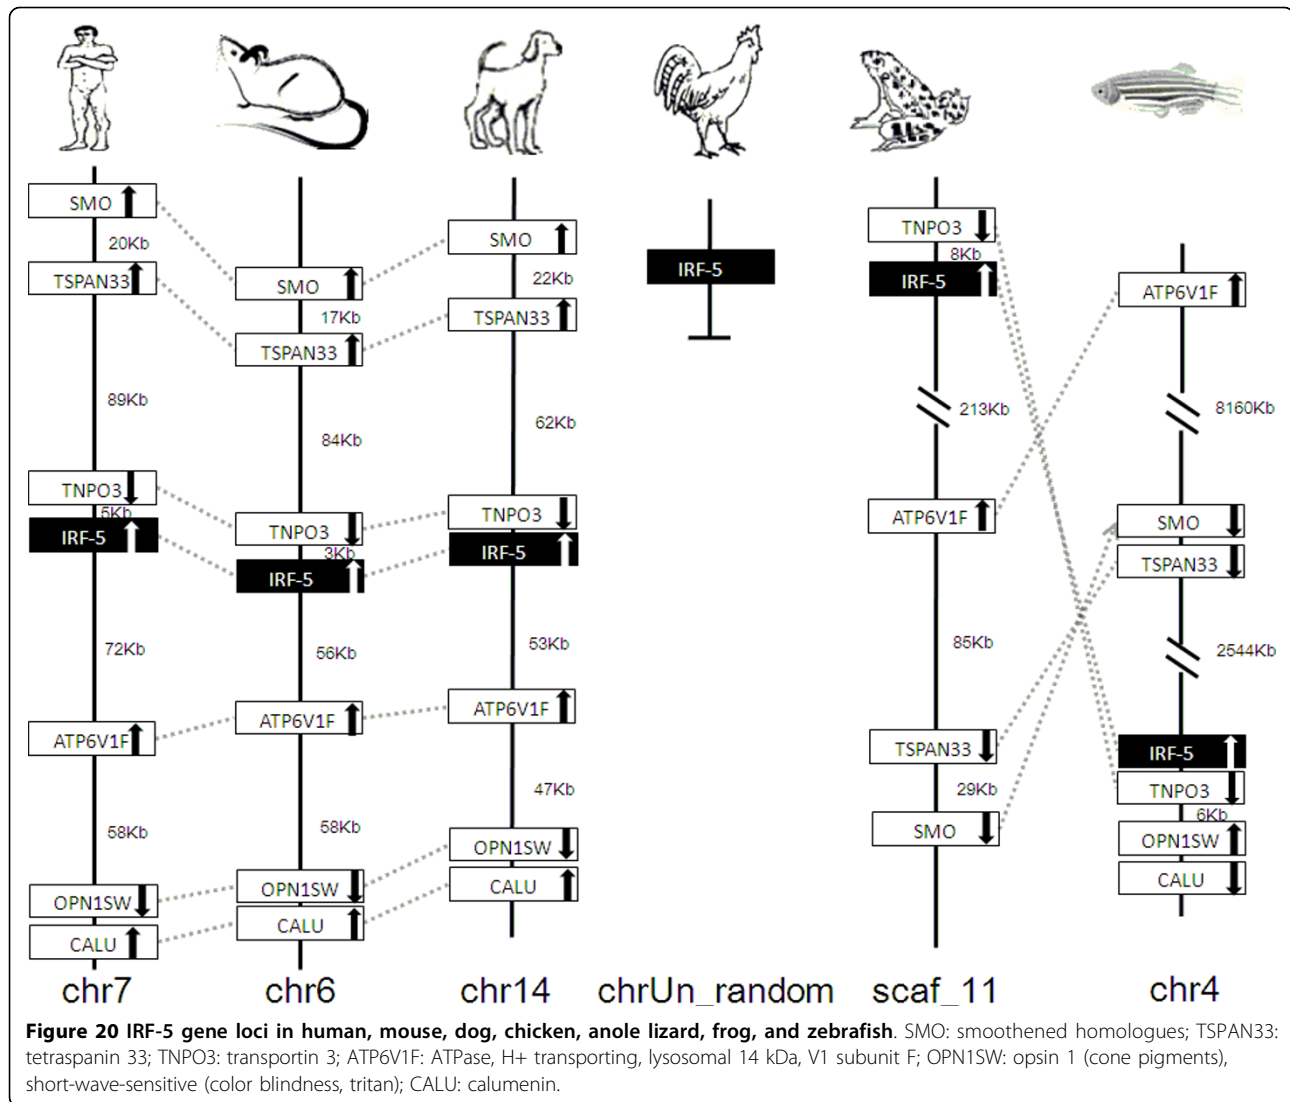 SMO
20Kb
TSPAN33
89Kb
TNPO3
5Kb
IRF-5
72Kb
ATP6V1F
58Kb
OPN1SW
CALU
chr7
SMO
17Kb
TSPAN33
84Kb
TNPO3
3Kb
IRF-5
56Kb
ATP6V1F
58Kb
OPN1SW
CALU
chr6
SMO
22Kb
TSPAN33
62Kb
TNPO3
IRF-5
53Kb
ATP6V1F
47Kb
OPN1SW
CALU
chr14
IRF-5
chrUn_random
TNPO3
8Kb
IRF-5
213Kb
ATP6V1F
85Kb
TSPAN33
29Kb
SMO
scaf_11
ATP6V1F
8160Kb
SMO
TSPAN33
2544Kb
IRF-5
TNPO3
6Kb
OPN1SW
CALU
chr4
Figure 20 IRF-5 gene loci in human, mouse, dog, chicken, anole lizard, frog, and zebrafish. SMO: smoothened homologues; TSPAN33:
tetraspanin 33; TNPO3: transportin 3; ATP6V1F: ATPase, H+ transporting, lysosomal 14 kDa, V1 subunit F; OPN1SW: opsin 1 (cone pigments),
short-wave-sensitive (color blindness, tritan); CALU: calumenin.